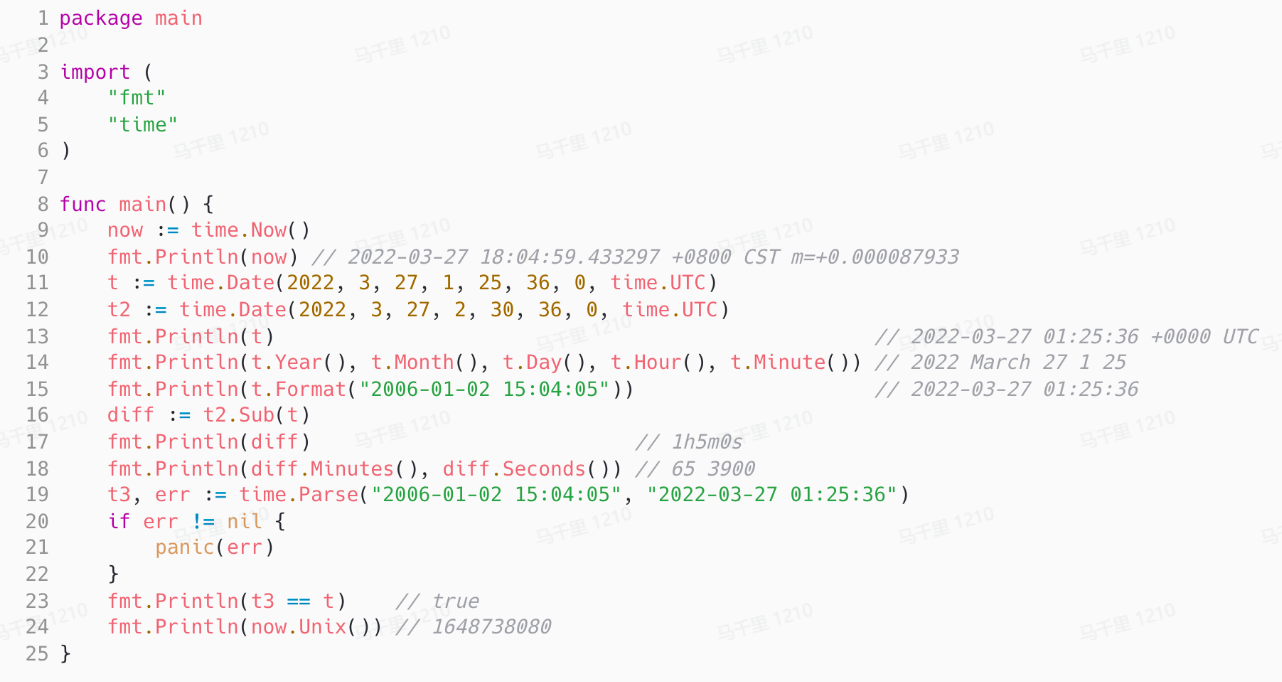 1 package main
2
3 import (
4     "fmt"
5     "time"
6 )
7
8 func main() {
9     now := time.Now()
10     fmt.Println(now) // 2022-03-27 18:04:59.433297 +0800 CST m=+0.000087933
11     t := time.Date(2022, 3, 27, 1, 25, 36, 0, time.UTC)
12     t2 := time.Date(2022, 3, 27, 2, 30, 36, 0, time.UTC)
13     fmt.Println(t)                                                  // 2022-03-27 01:25:36 +0000 UTC
14     fmt.Println(t.Year(), t.Month(), t.Day(), t.Hour(), t.Minute()) // 2022 March 27 1 25
15     fmt.Println(t.Format("2006-01-02 15:04:05"))                    // 2022-03-27 01:25:36
16     diff := t2.Sub(t)
17     fmt.Println(diff)                           // 1h5m0s
18     fmt.Println(diff.Minutes(), diff.Seconds()) // 65 3900
19     t3, err := time.Parse("2006-01-02 15:04:05", "2022-03-27 01:25:36")
20     if err != nil {
21         panic(err)
22     }
23     fmt.Println(t3 == t)    // true
24     fmt.Println(now.Unix()) // 1648738080
25 }
马千里 1210